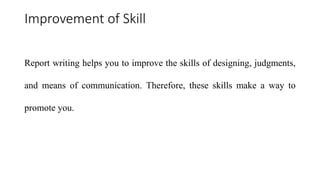 Improvement of Skill
Report writing helps you to improve the skills of designing, judgments,
and means of communication. Therefore, these skills make a way to
promote you.